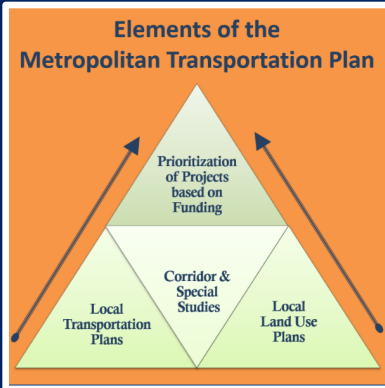 Elements of the
Metropolitan Transportation Plan
Prioritization
of Projects
based on
Funding
Corridor &
Special
Studies
Local
Transportation
Plans
Local
Land Use
Plans